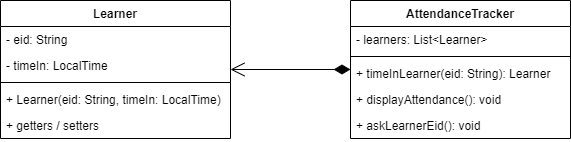 Learner
- eid: String
- timeIn: LocalTime
+ Learner(eid: String, timeIn: LocalTime)
+ getters / setters
AttendanceTracker
- learners: List<Learner>
+ timeInLearner(eid: String): Learner
+ displayAttendance(): void
+ askLearnerEid(): void